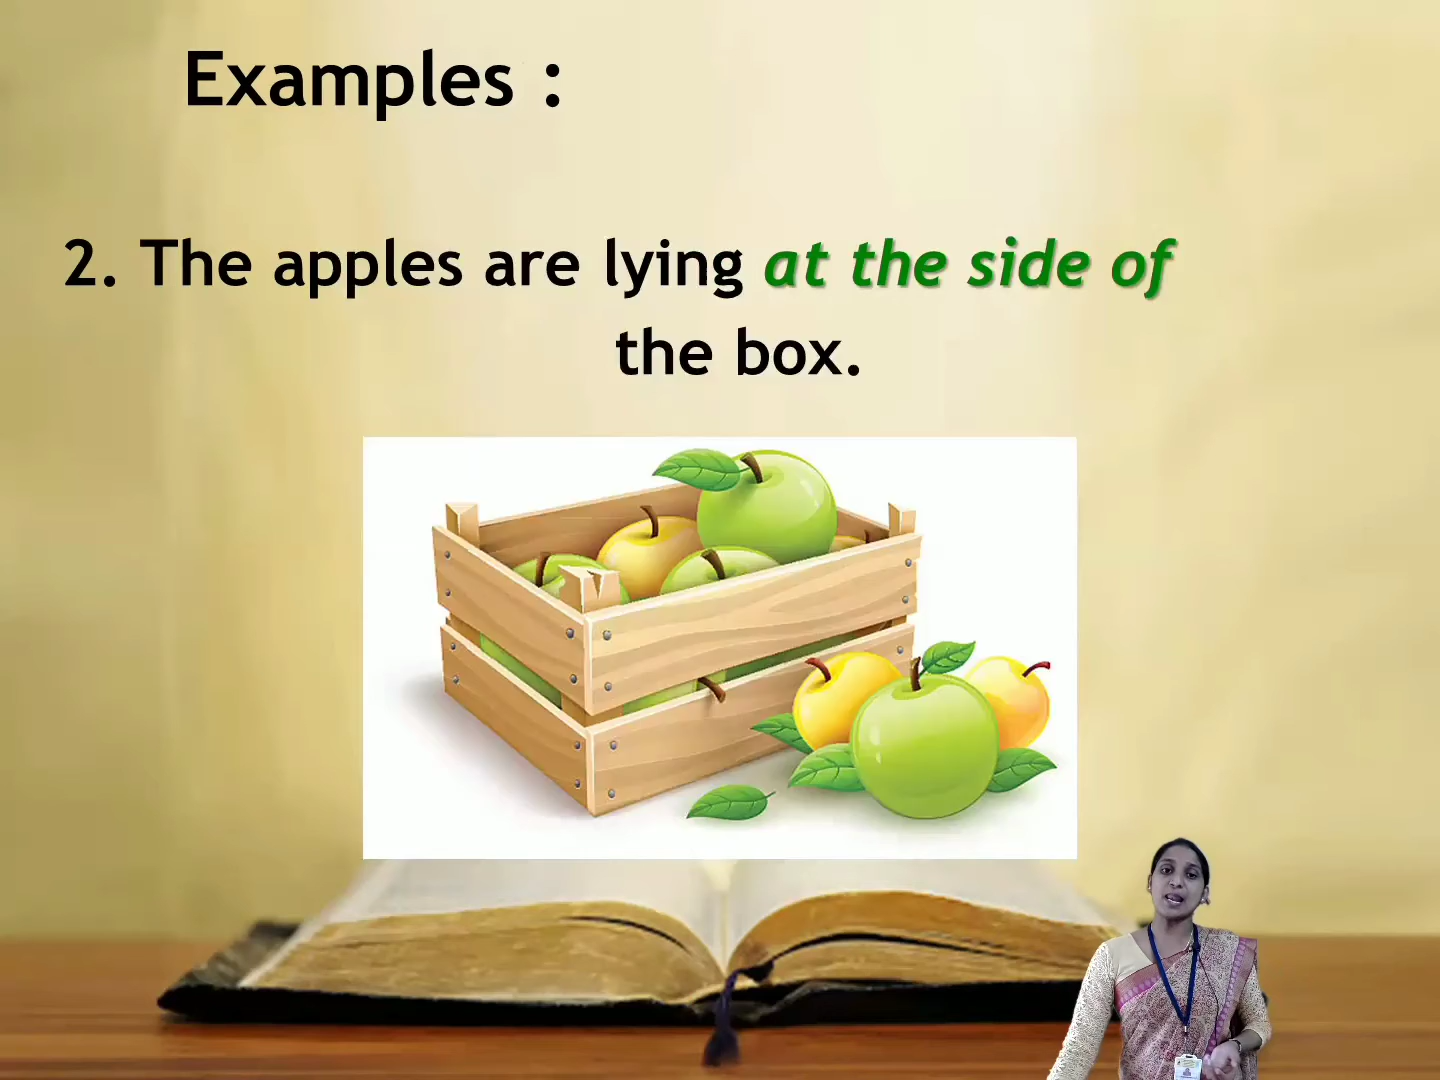 Examples :
2. The apples are lying at the side of
the box.